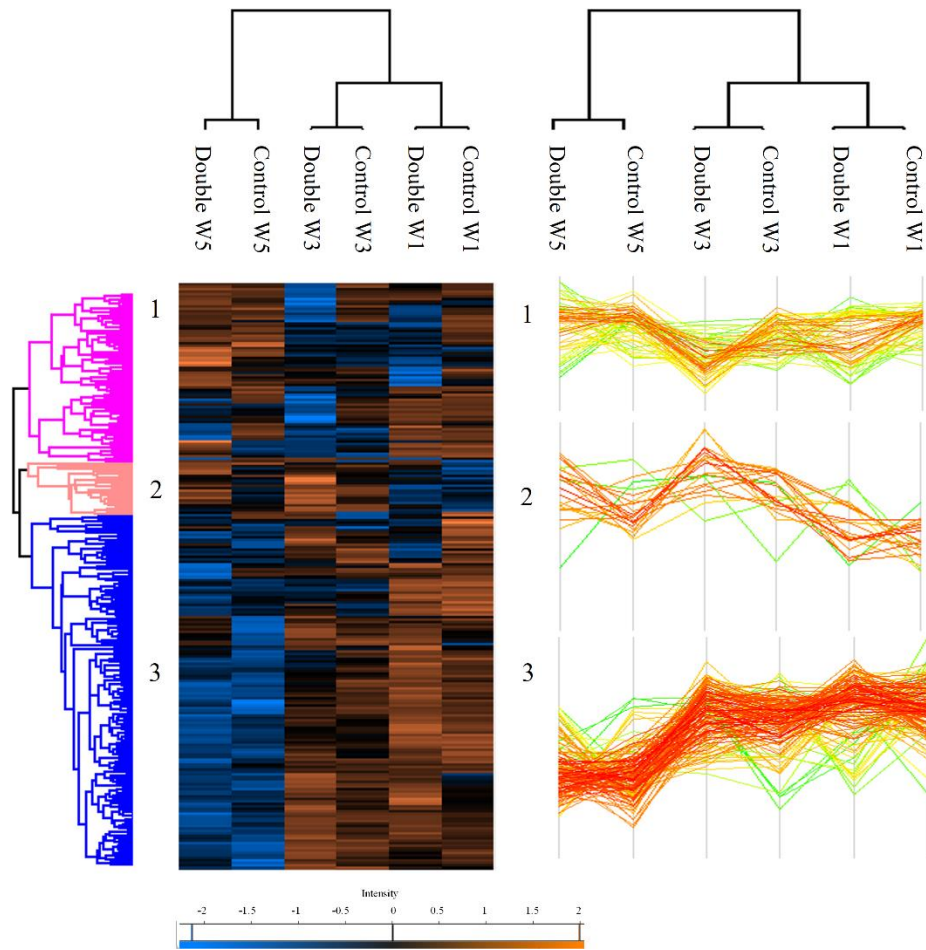 Double W5
Control W5
Double W3
Control W3
Double W1
Control W1
Double W5
Control W5
Double W3
Control W3
Double W1
Control W1
1
2
3
1
2
3
Intensity
-2 -1.5 -1 -0.5 0 0.5 1 1.5 2